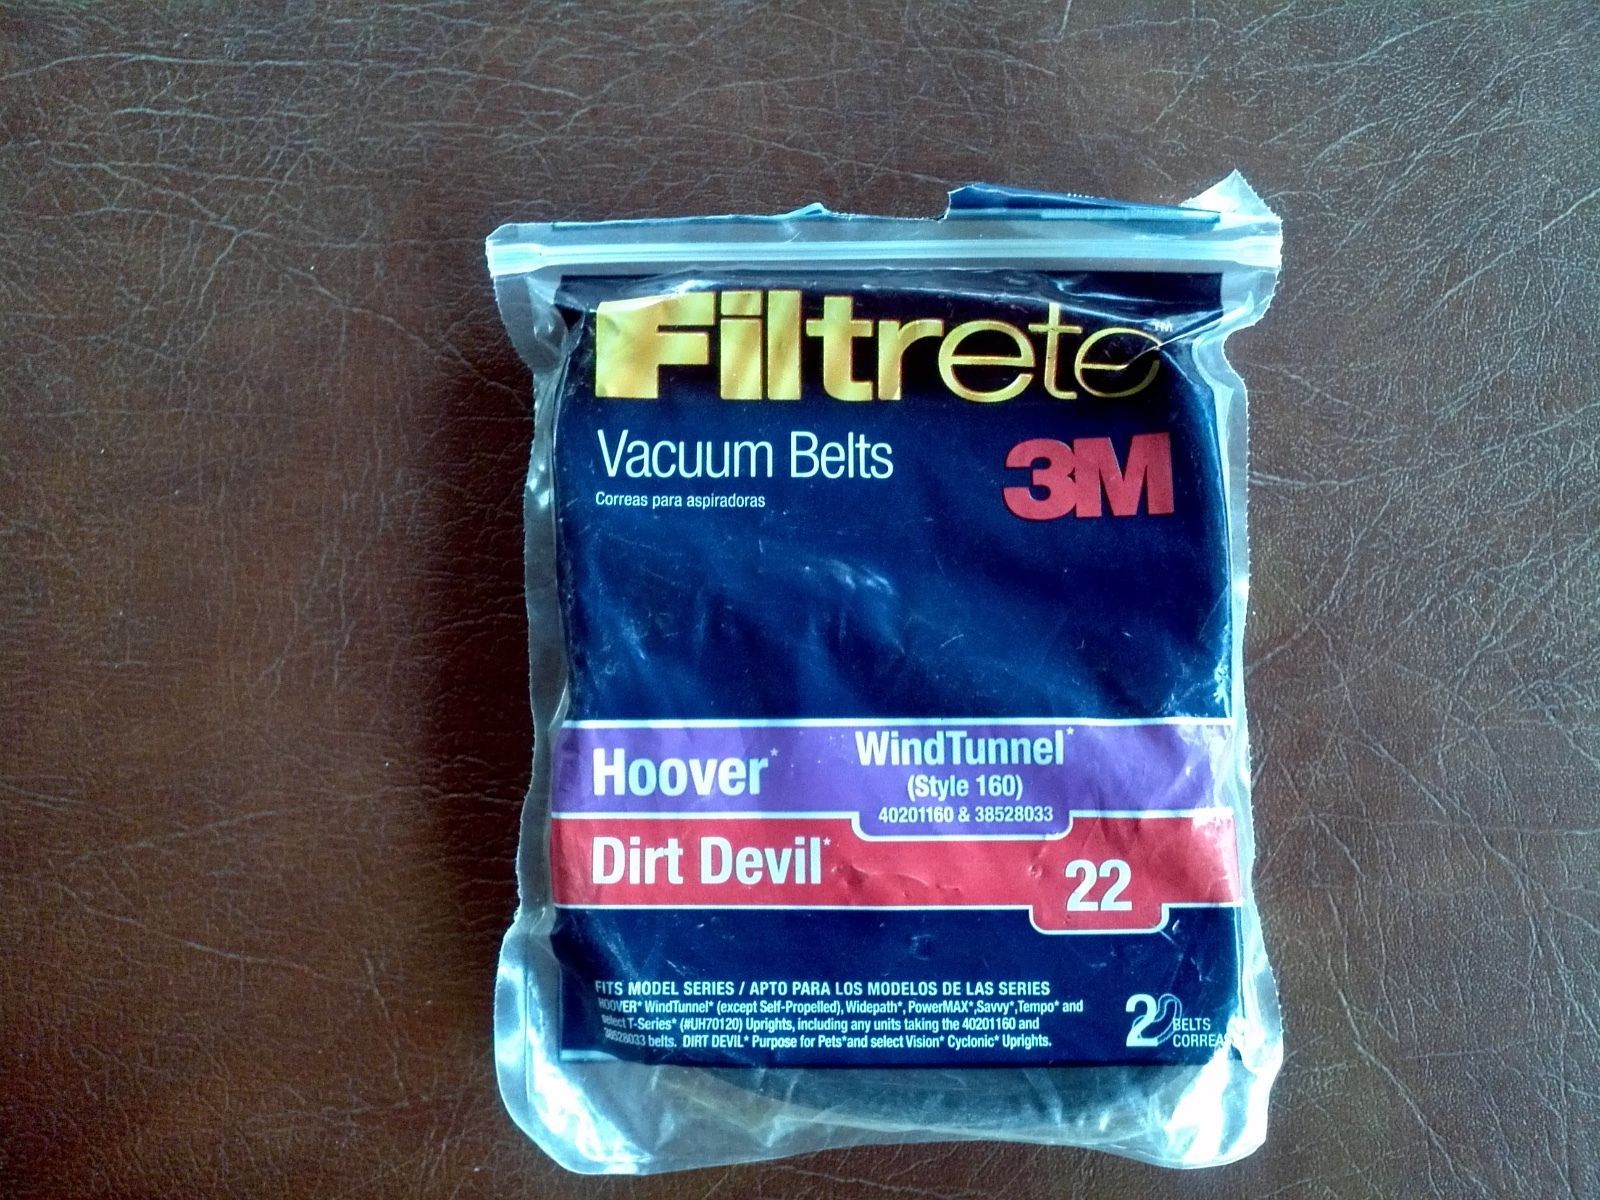 Filtrete™
Vacuum Belts
Correas para aspiradoras
3M
Hoover*
WindTunnel*
(Style 160)
40201160 & 38528033
Dirt Devil*
22
FITS MODEL SERIES / APTO PARA LOS MODELOS DE LAS SERIES
HOOVER* WindTunnel* (except Self-Propelled), Widepath*, PowerMAX*,Savvy*,Tempo* and
select T-Series* (#UH70120) Uprights, including any units taking the 40201160 and
38528033 belts. DIRT DEVIL* Purpose for Pets*and select Vision* Cyclonic* Uprights.
2 BELTS
CORREAS